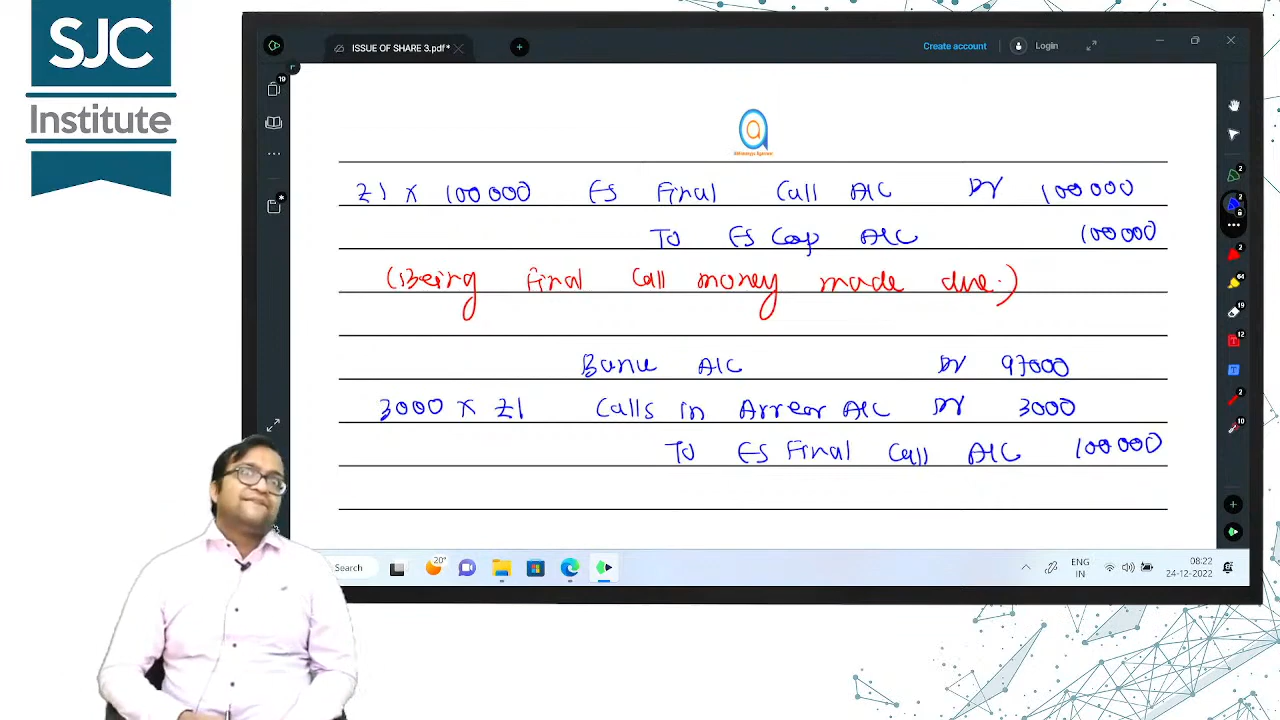 SJC
Institute
ISSUE OF SHARE 3.pdf*
Create account
Login
₹1 × 100000 ES Final Call A/C Dr 100000
To ES Cap A/C 100000
(Being final call money made due.)
Bank A/C Dr 97000
3000 × ₹1 Calls in Arrear A/C Dr 3000
To ES Final Call A/C 100000
Search
20°
ENG
IN
08:22
24-12-2022